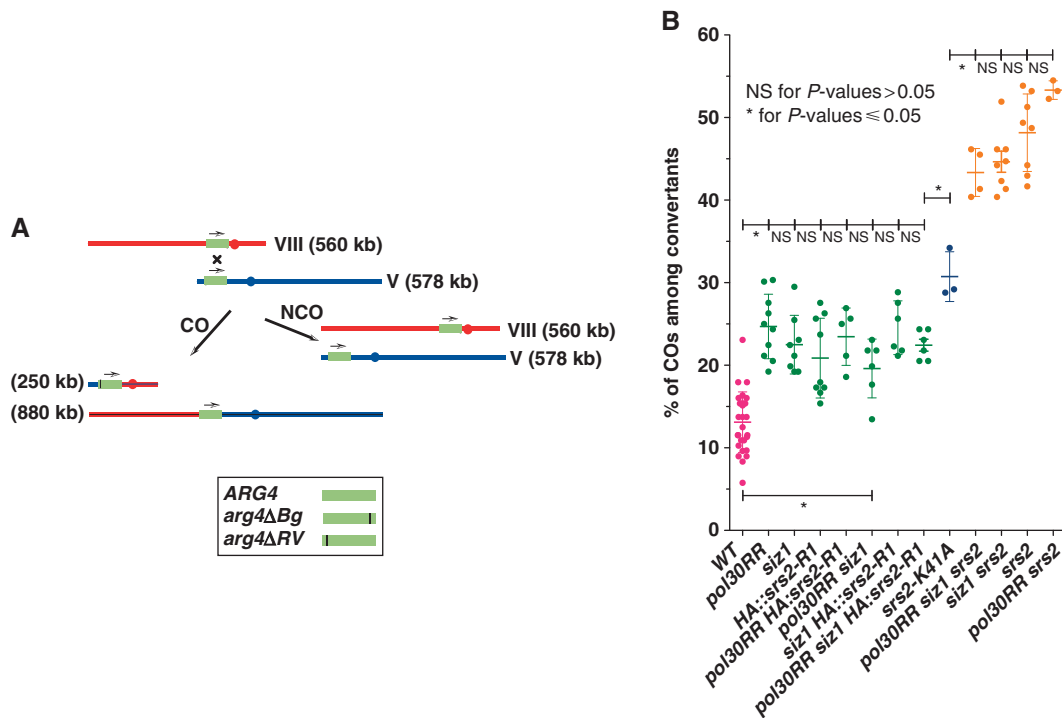 A
VIII (560 kb)
V (578 kb)
CO
NCO
VIII (560 kb)
V (578 kb)
(250 kb)
(880 kb)
ARG4
arg4ΔBg
arg4ΔRV
B
% of COs among convertants
60
50
40
30
20
10
0
NS for P-values > 0.05
* for P-values ≤ 0.05
* NS NS NS
*
* NS NS NS NS NS NS
*
WT
pol30RR
siz1
HA::srs2-R1
pol30RR HA:srs2-R1
pol30RR siz1
siz1 HA::srs2-R1
pol30RR siz1 HA:srs2-R1
srs2-K41A
pol30RR siz1 srs2
siz1 srs2
srs2
pol30RR srs2